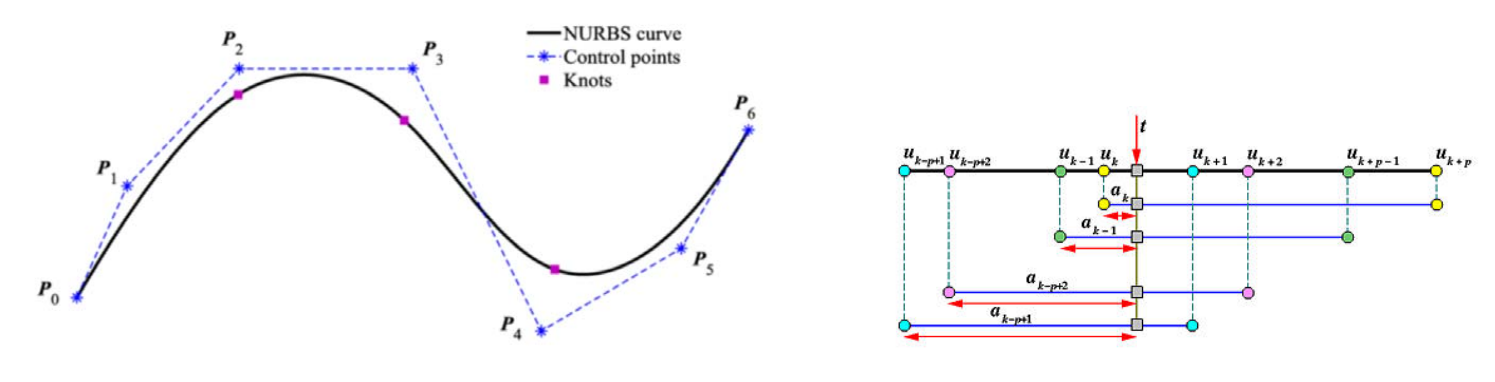 NURBS curve
Control points
Knots
P₀
P₁
P₂
P₃
P₄
P₅
P₆
t
uₖ₋ₚ₊₁ uₖ₋ₚ₊₂ uₖ₋₁ uₖ uₖ₊₁ uₖ₊₂ uₖ₊ₚ₋₁ uₖ₊ₚ
aₖ
aₖ₋₁
aₖ₋ₚ₊₂
aₖ₋ₚ₊₁